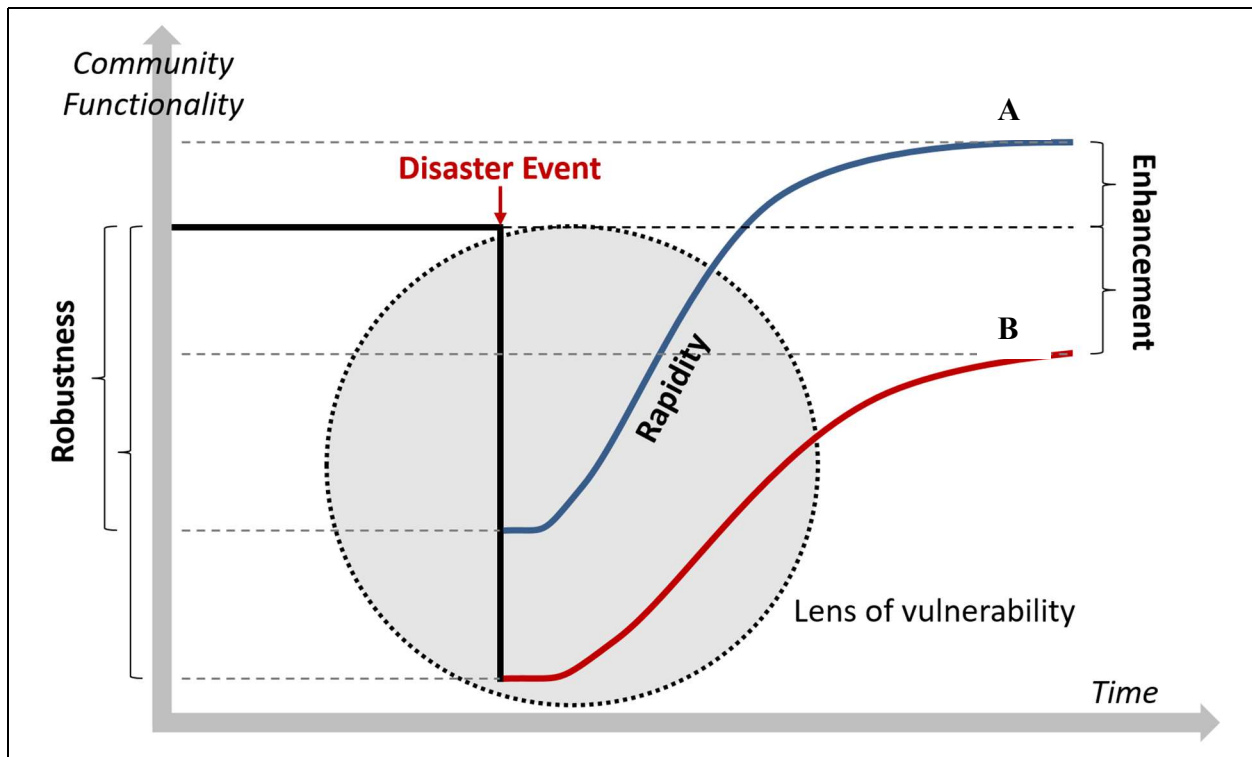 Community
Functionality
A
Disaster Event
Enhancement
Robustness
Rapidity
B
Lens of vulnerability
Time